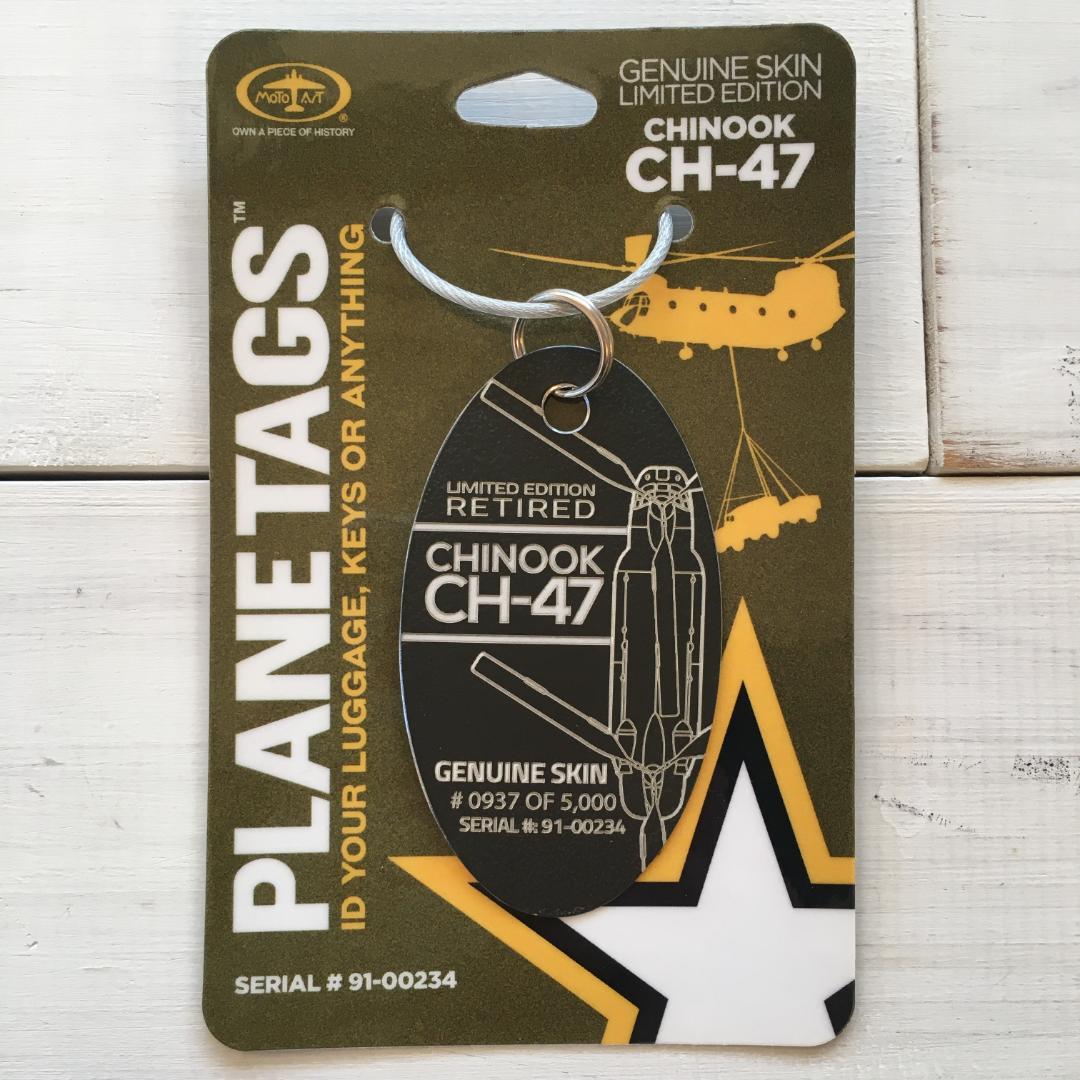 MOTO ART
®
OWN A PIECE OF HISTORY
GENUINE SKIN
LIMITED EDITION
CHINOOK
CH-47
PLANETAGS™
ID YOUR LUGGAGE, KEYS OR ANYTHING
LIMITED EDITION
RETIRED
CHINOOK
CH-47
GENUINE SKIN
# 0937 OF 5,000
SERIAL #: 91-00234
SERIAL # 91-00234